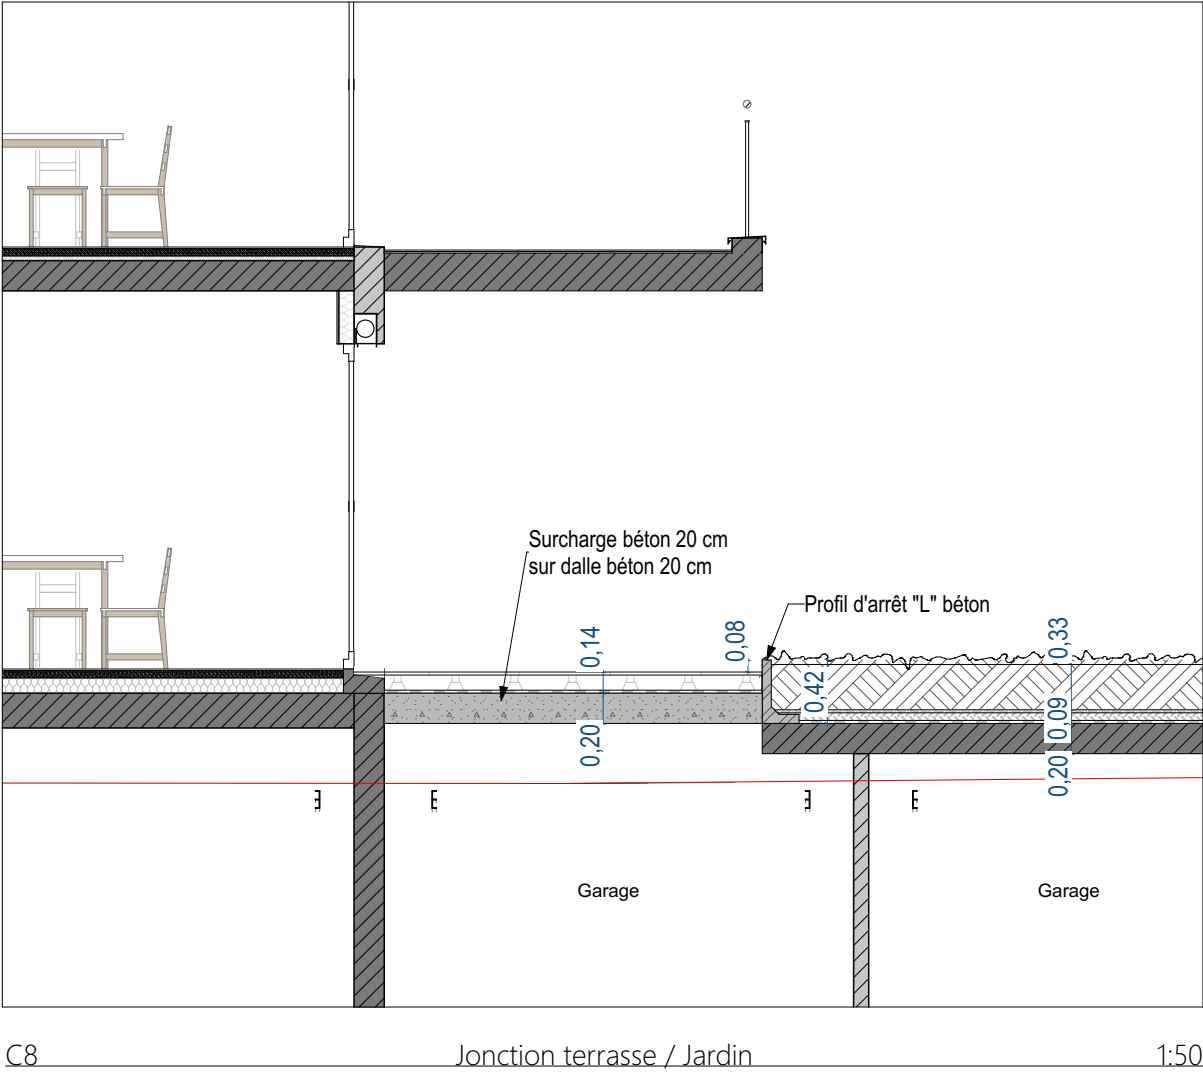 Surcharge béton 20 cm
sur dalle béton 20 cm
Profil d'arrêt "L" béton
0,14
0,08
0,33
0,42
0,09
0,20
0,20
Garage
Garage
C8 Jonction terrasse / Jardin 1:50